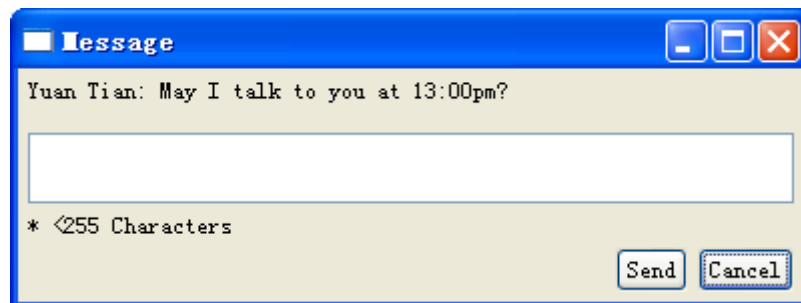 Message
Yuan Tian: May I talk to you at 13:00pm?
* <255 Characters
Send Cancel